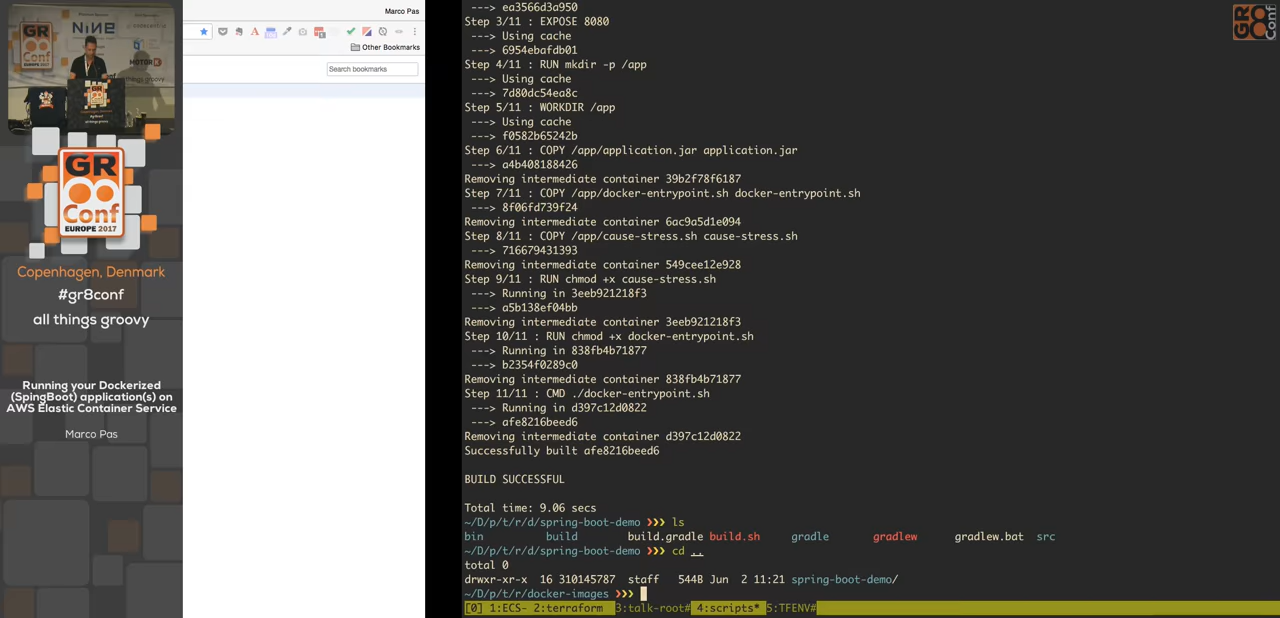 GR
Conf
EUROPE 2017
Copenhagen, Denmark
#gr8conf
all things groovy
Running your Dockerized
(SpingBoot) application(s) on
AWS Elastic Container Service
Marco Pas
Marco Pas
Other Bookmarks
Search bookmarks
---> ea3566d3a950
Step 3/11 : EXPOSE 8080
---> Using cache
---> 6954ebafdb01
Step 4/11 : RUN mkdir -p /app
---> Using cache
---> 7d80dc54ea8c
Step 5/11 : WORKDIR /app
---> Using cache
---> f0582b65242b
Step 6/11 : COPY /app/application.jar application.jar
---> a4b408188426
Removing intermediate container 39b2f78f6187
Step 7/11 : COPY /app/docker-entrypoint.sh docker-entrypoint.sh
---> 8f06fd739f24
Removing intermediate container 6ac9a5d1e094
Step 8/11 : COPY /app/cause-stress.sh cause-stress.sh
---> 716679431393
Removing intermediate container 549cee12e928
Step 9/11 : RUN chmod +x cause-stress.sh
---> Running in 3eeb921218f3
---> a5b138ef04bb
Removing intermediate container 3eeb921218f3
Step 10/11 : RUN chmod +x docker-entrypoint.sh
---> Running in 838fb4b71877
---> b2354f0289c0
Removing intermediate container 838fb4b71877
Step 11/11 : CMD ./docker-entrypoint.sh
---> Running in d397c12d0822
---> afe8216beed6
Removing intermediate container d397c12d0822
Successfully built afe8216beed6
BUILD SUCCESSFUL
Total time: 9.06 secs
~/D/p/t/r/d/spring-boot-demo ❯❯❯ ls
bin build build.gradle build.sh gradle gradlew gradlew.bat src
~/D/p/t/r/d/spring-boot-demo ❯❯❯ cd ..
total 0
drwxr-xr-x 16 310145787 staff 544B Jun 2 11:21 spring-boot-demo/
~/D/p/t/r/docker-images ❯❯❯
[0] 1:ECS- 2:terraform 3:talk-root# 4:scripts* 5:TFENV#